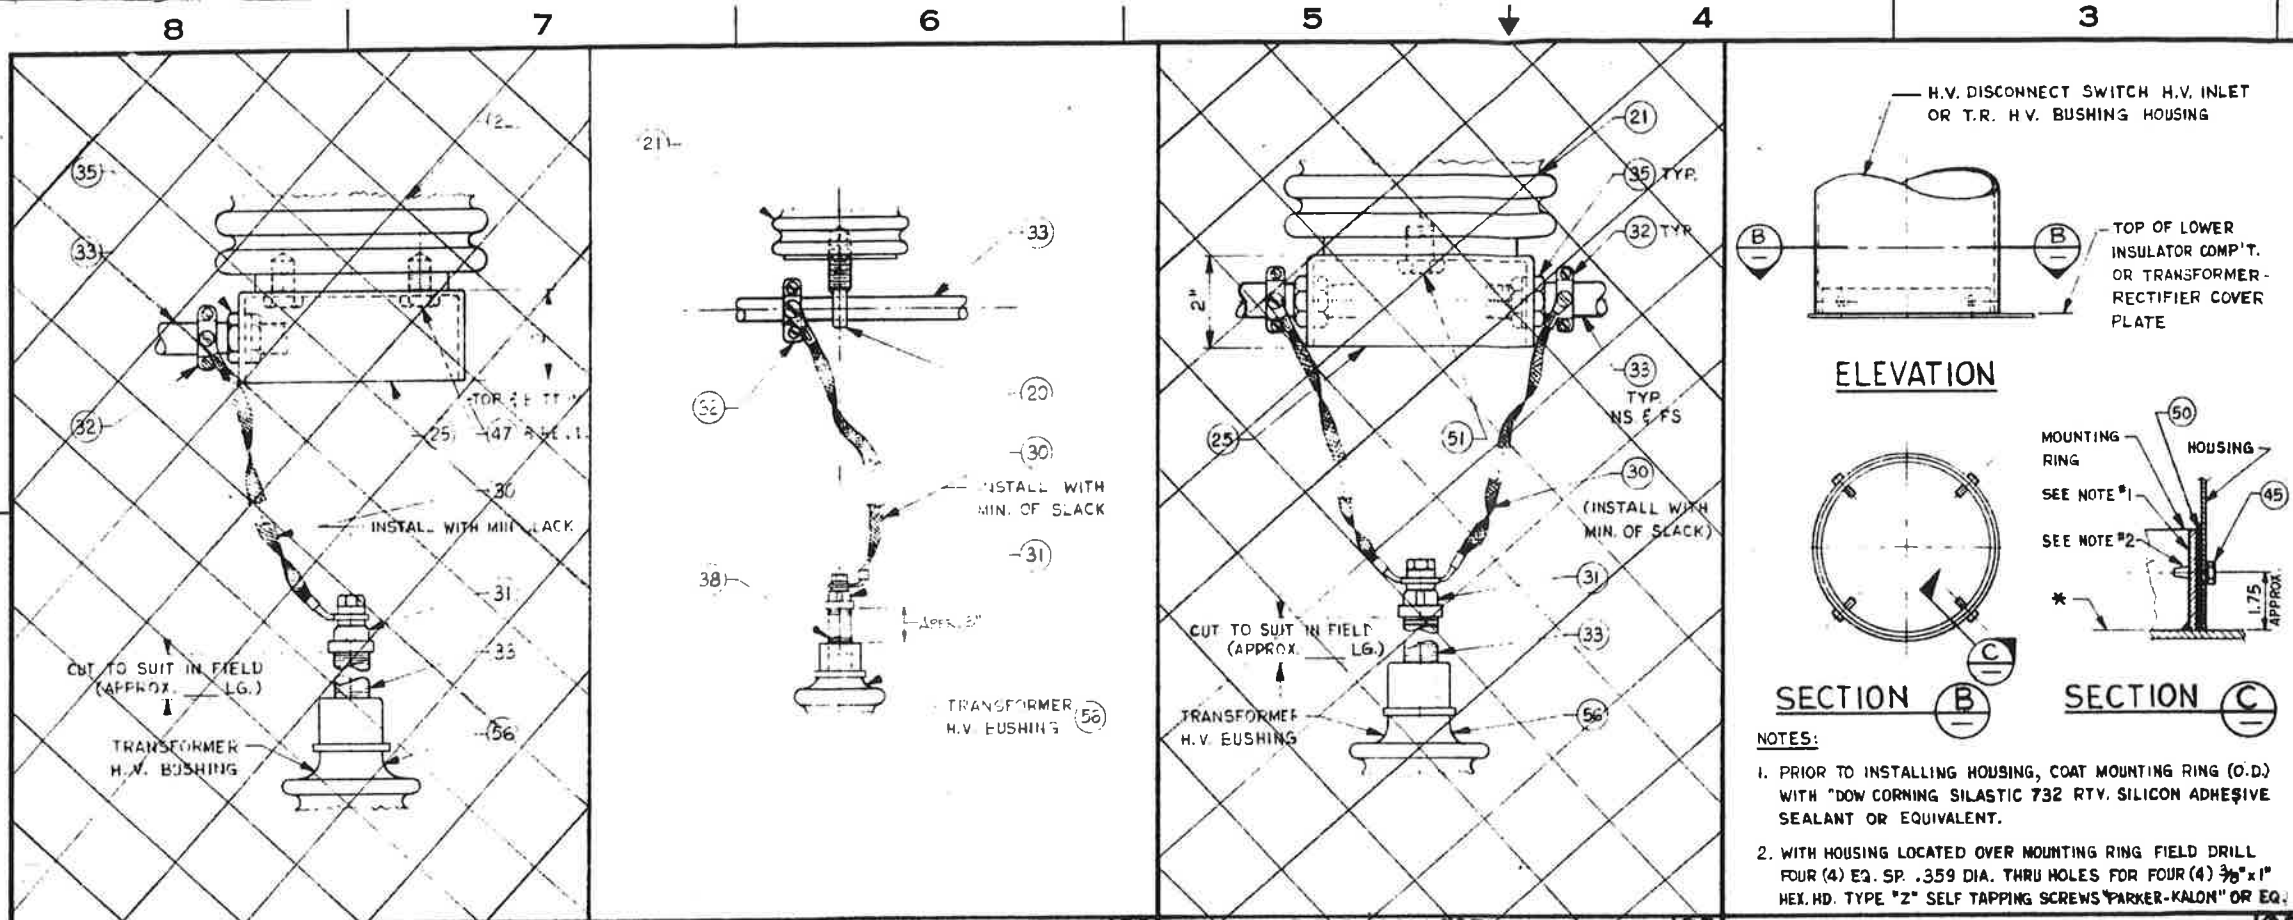 8
7
6
5
4
3
35
33
32
25
47
30
INSTALL WITH MIN SLACK
31
33
CUT TO SUIT IN FIELD
(APPROX. ___ LG.)
TRANSFORMER
H.V. BUSHING
56
21
33
32
20
30
INSTALL WITH
MIN. OF SLACK
31
38
TRANSFORMER
H.V. BUSHING
56
21
35 TYP.
32 TYP.
2"
33
TYP.
NS & FS
25
51
30
(INSTALL WITH
MIN. OF SLACK)
31
CUT TO SUIT IN FIELD
(APPROX. ___ LG.)
33
TRANSFORMER
H.V. BUSHING
56
H.V. DISCONNECT SWITCH H.V. INLET
OR T.R. H.V. BUSHING HOUSING
B
B
TOP OF LOWER
INSULATOR COMP'T.
OR TRANSFORMER-
RECTIFIER COVER
PLATE
ELEVATION
50
MOUNTING
RING
HOUSING
SEE NOTE #1
45
SEE NOTE #2
*
1.75
APPROX.
C
SECTION B
SECTION C
NOTES:
1. PRIOR TO INSTALLING HOUSING, COAT MOUNTING RING (O.D.)
WITH "DOW CORNING SILASTIC 732 RTV. SILICON ADHESIVE
SEALANT OR EQUIVALENT.
2. WITH HOUSING LOCATED OVER MOUNTING RING FIELD DRILL
FOUR (4) EQ. SP. .359 DIA. THRU HOLES FOR FOUR (4) 3/8" x 1"
HEX. HD. TYPE "Z" SELF TAPPING SCREWS "PARKER-KALON" OR EQ